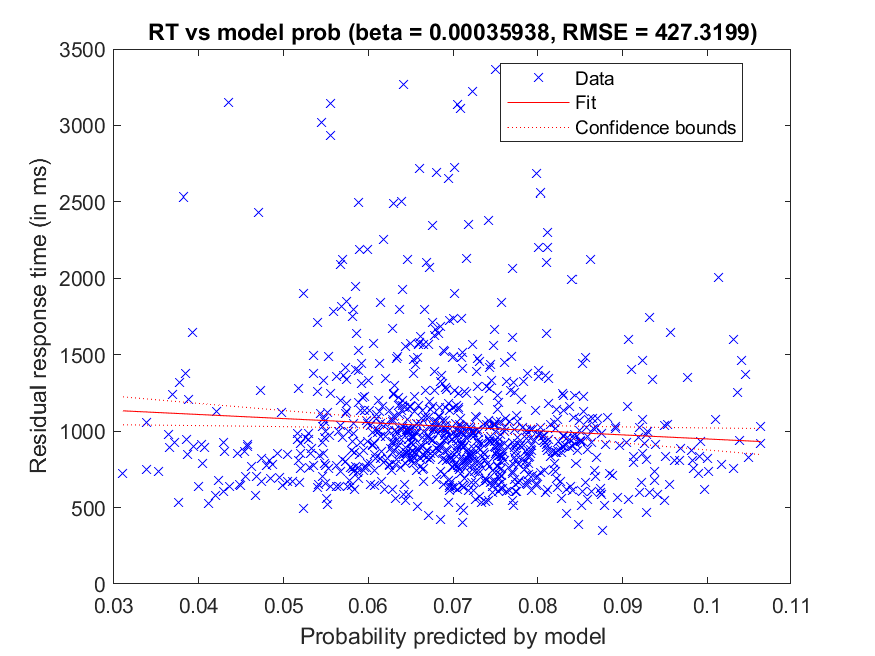 RT vs model prob (beta = 0.00035938, RMSE = 427.3199)
3500
3000
2500
2000
1500
1000
500
0
Residual response time (in ms)
Data
Fit
Confidence bounds
0.03 0.04 0.05 0.06 0.07 0.08 0.09 0.1 0.11
Probability predicted by model